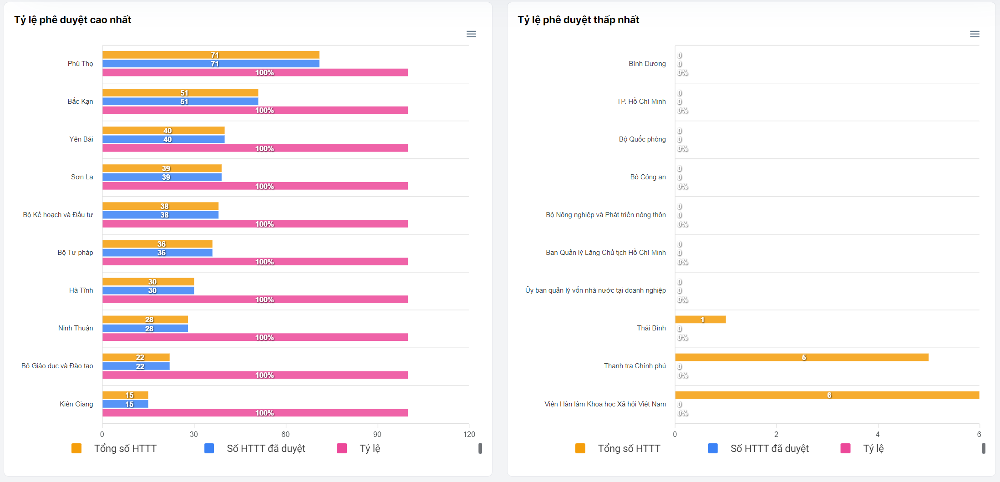 Tỷ lệ phê duyệt cao nhất
Phú Thọ
71
71
100%
Bắc Kạn
51
51
100%
Yên Bái
40
40
100%
Sơn La
39
39
100%
Bộ Kế hoạch và Đầu tư
38
38
100%
Bộ Tư pháp
36
36
100%
Hà Tĩnh
30
30
100%
Ninh Thuận
28
28
100%
Bộ Giáo dục và Đào tạo
22
22
100%
Kiên Giang
15
15
100%
0 30 60 90 120
Tổng số HTTT Số HTTT đã duyệt Tỷ lệ
Tỷ lệ phê duyệt thấp nhất
Bình Dương
0
0
0%
TP. Hồ Chí Minh
0
0
0%
Bộ Quốc phòng
0
0
0%
Bộ Công an
0
0
0%
Bộ Nông nghiệp và Phát triển nông thôn
0
0
0%
Ban Quản lý Lăng Chủ tịch Hồ Chí Minh
0
0
0%
Ủy ban quản lý vốn nhà nước tại doanh nghiệp
0
0
0%
Thái Bình
1
0
0%
Thanh tra Chính phủ
5
0
0%
Viện Hàn lâm Khoa học Xã hội Việt Nam
6
0
0%
0 2 4 6
Tổng số HTTT Số HTTT đã duyệt Tỷ lệ